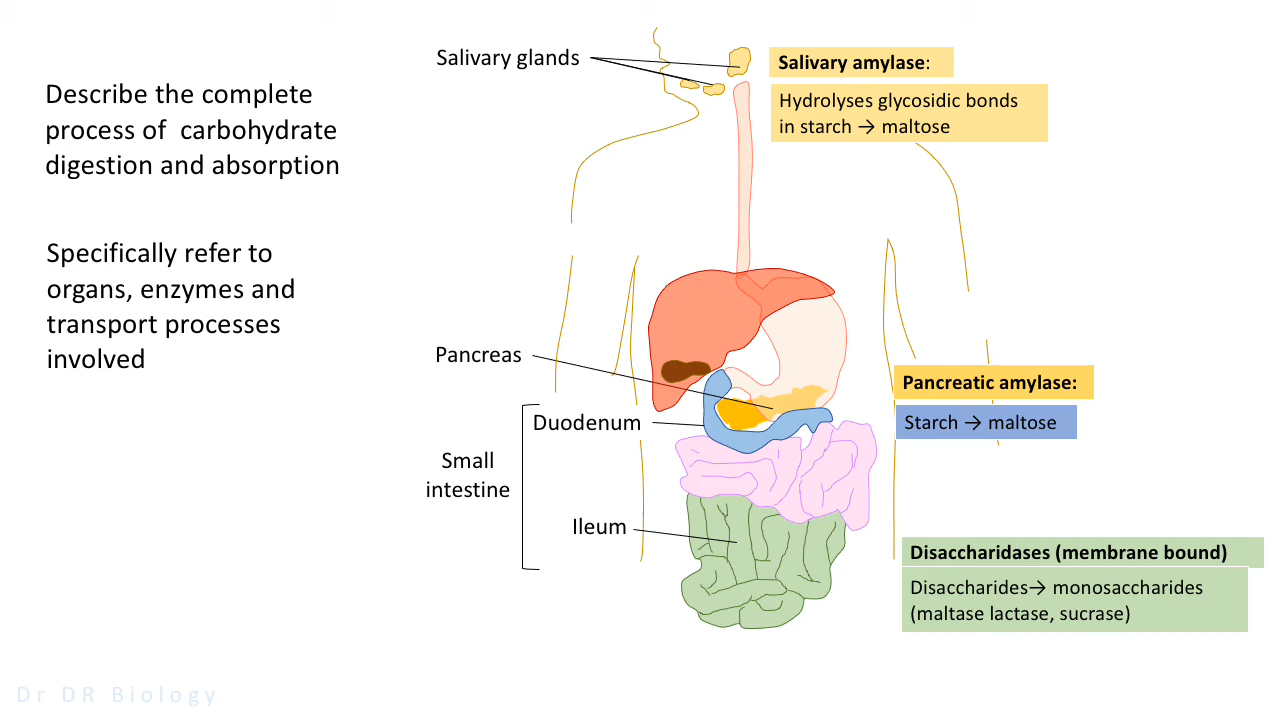 Describe the complete
process of carbohydrate
digestion and absorption
Specifically refer to
organs, enzymes and
transport processes
involved
Salivary glands
Salivary amylase:
Hydrolyses glycosidic bonds
in starch → maltose
Pancreas
Pancreatic amylase:
Duodenum
Starch → maltose
Small
intestine
Ileum
Disaccharidases (membrane bound)
Disaccharides→ monosaccharides
(maltase lactase, sucrase)
Dr DR Biology